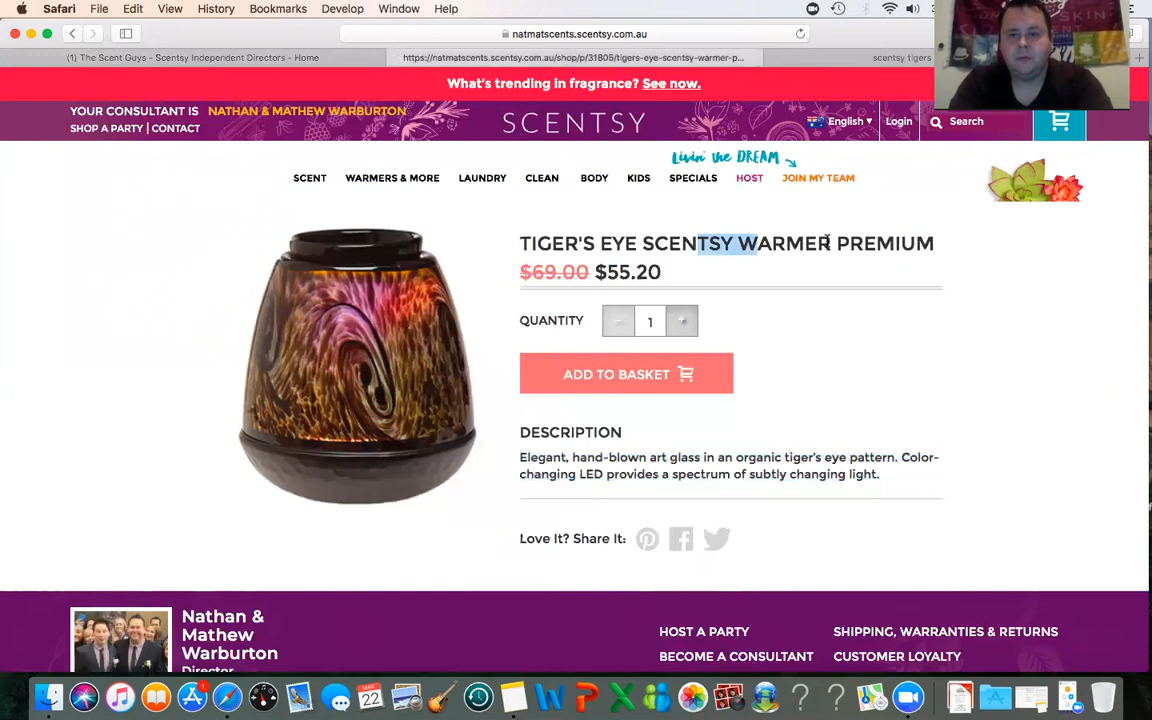 Safari File Edit View History Bookmarks Develop Window Help
natmatscents.scentsy.com.au
(1) The Scent Guys - Scentsy Independent Directors - Home
https://natmatscents.scentsy.com.au/shop/p/31805/tigers-eye-scentsy-warmer-p...
scentsy tigers
What's trending in fragrance? See now.
YOUR CONSULTANT IS NATHAN & MATHEW WARBURTON
SHOP A PARTY | CONTACT
SCENTSY
English ▾ Login Search
Livin' the DREAM
SCENT WARMERS & MORE LAUNDRY CLEAN BODY KIDS SPECIALS HOST JOIN MY TEAM
TIGER'S EYE SCENTSY WARMER PREMIUM
$69.00 $55.20
QUANTITY - 1 +
ADD TO BASKET
DESCRIPTION
Elegant, hand-blown art glass in an organic tiger's eye pattern. Color-
changing LED provides a spectrum of subtly changing light.
Love It? Share It:
Nathan &
Mathew
Warburton
Director
HOST A PARTY
BECOME A CONSULTANT
SHIPPING, WARRANTIES & RETURNS
CUSTOMER LOYALTY
MAR
22